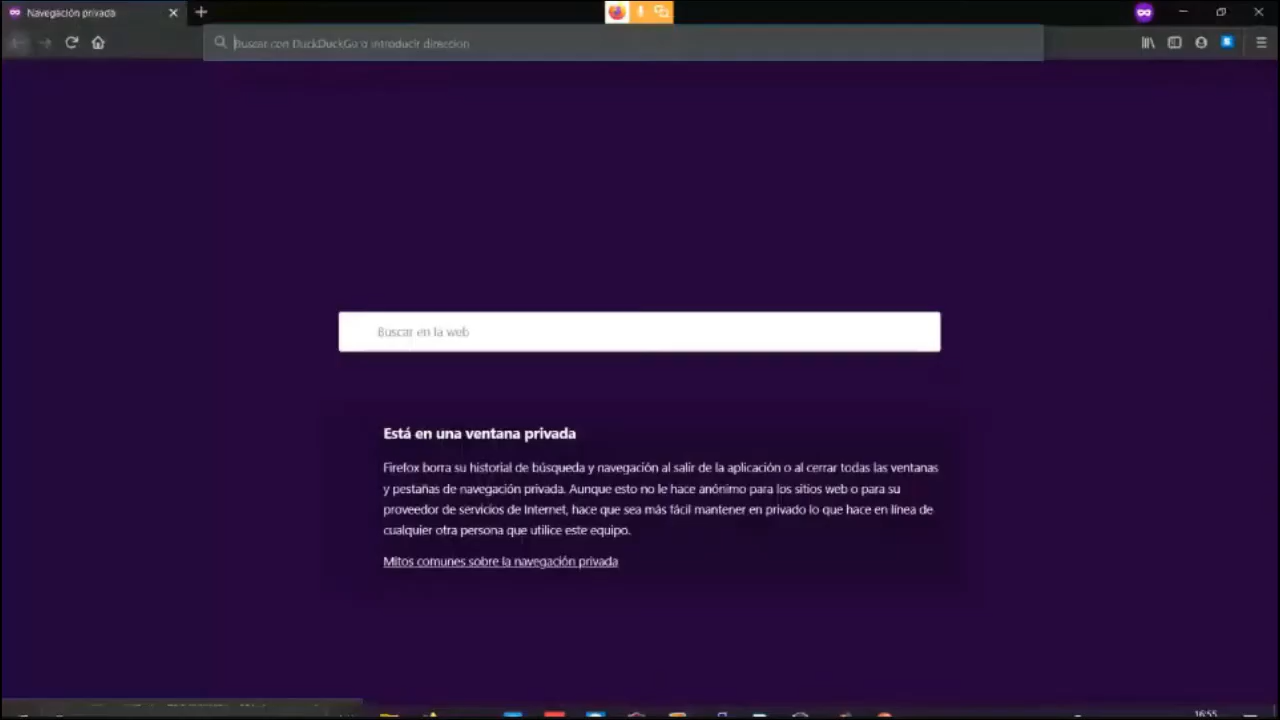 Navegación privada
Buscar con DuckDuckGo o introducir dirección
Buscar en la web
Está en una ventana privada
Firefox borra su historial de búsqueda y navegación al salir de la aplicación o al cerrar todas las ventanas
y pestañas de navegación privada. Aunque esto no le hace anónimo para los sitios web o para su
proveedor de servicios de Internet, hace que sea más fácil mantener en privado lo que hace en línea de
cualquier otra persona que utilice este equipo.
Mitos comunes sobre la navegación privada
16:55